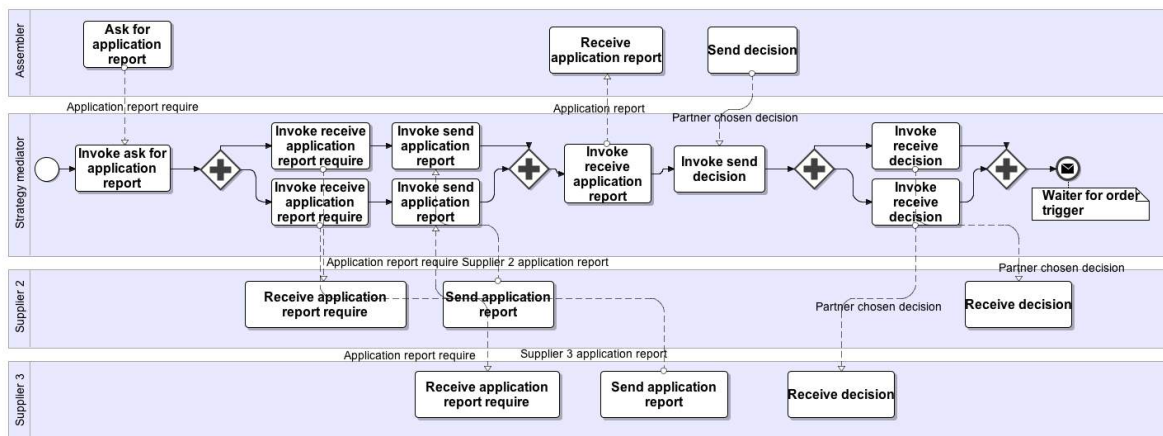 Assembler
Ask for
application
report
Receive
application report
Send decision
Application report require
Application report
Partner chosen decision
Strategy mediator
Invoke ask for
application
report
Invoke receive
application
report require
Invoke receive
application
report require
Invoke send
application
report
Invoke send
application
report
Invoke
receive
application
report
Invoke send
decision
Invoke
receive
decision
Invoke
receive
decision
Waiter for order
trigger
Application report require
Supplier 2 application report
Partner chosen decision
Supplier 2
Receive application
report require
Send application
report
Partner chosen decision
Receive decision
Application report require
Supplier 3 application report
Supplier 3
Receive application
report require
Send application
report
Receive decision